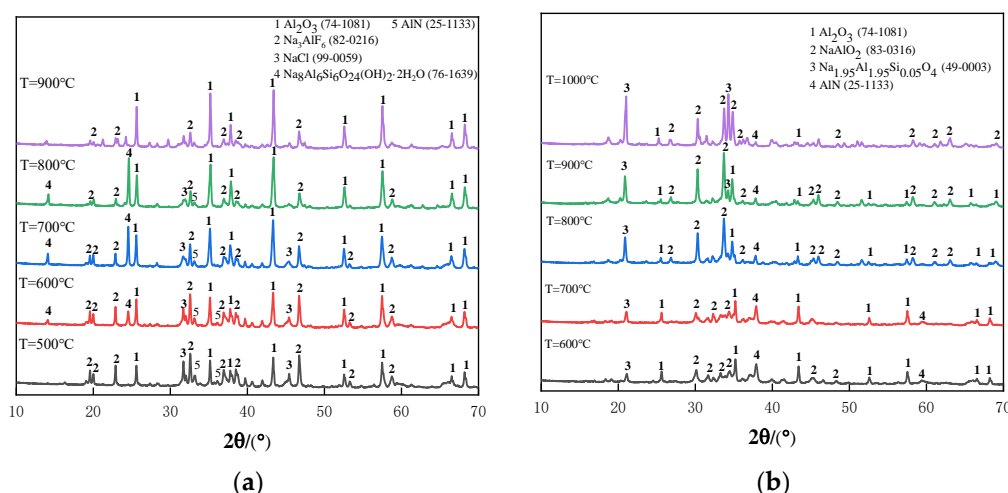 1 Al2O3 (74-1081) 5 AlN (25-1133)
2 Na3AlF6 (82-0216)
3 NaCl (99-0059)
4 Na8Al6Si6O24(OH)2·2H2O (76-1639)
T=900℃
T=800℃
T=700℃
T=600℃
T=500℃
10 20 30 40 50 60 70
2θ/(°)
(a)
1 Al2O3 (74-1081)
2 NaAlO2 (83-0316)
3 Na1.95Al1.95Si0.05O4 (49-0003)
4 AlN (25-1133)
T=1000℃
T=900℃
T=800℃
T=700℃
T=600℃
10 20 30 40 50 60 70
2θ/(°)
(b)